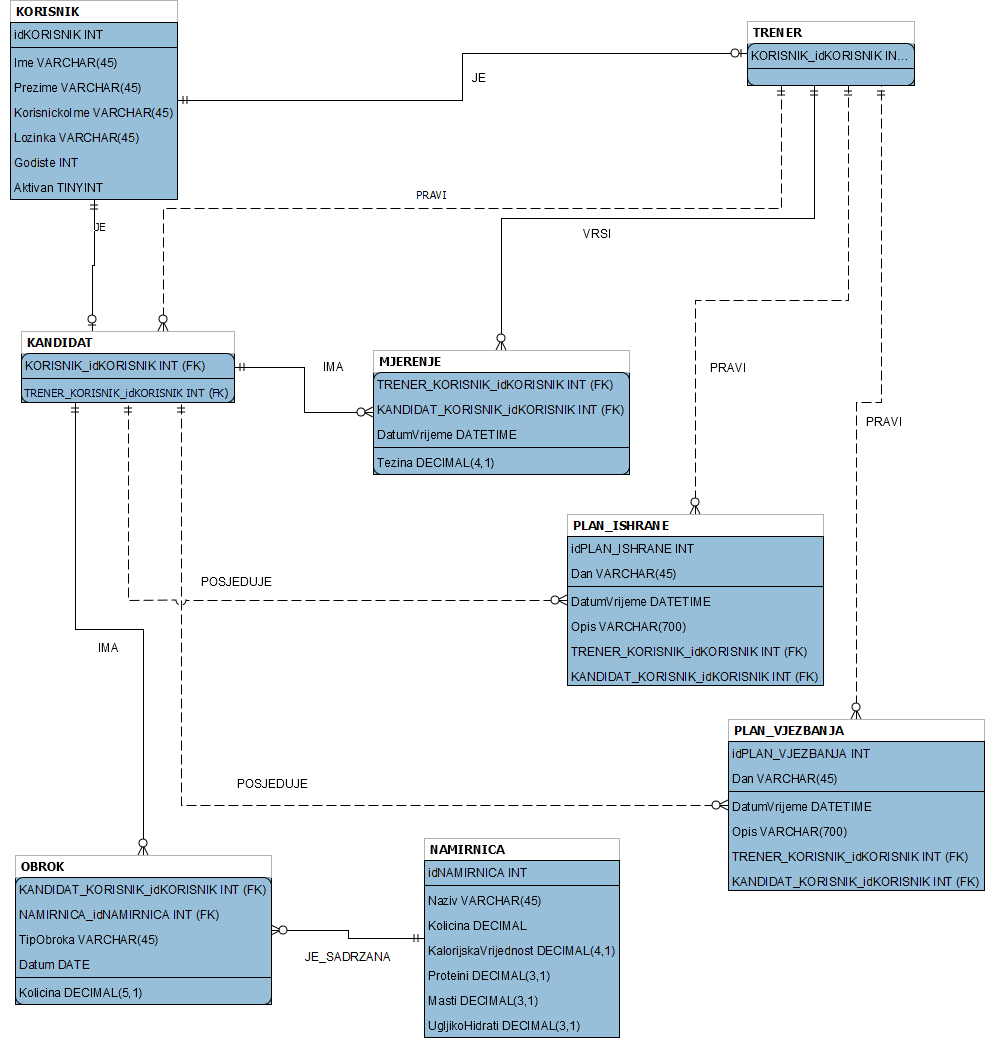 KORISNIK
idKORISNIK INT
Ime VARCHAR(45)
Prezime VARCHAR(45)
KorisnickoIme VARCHAR(45)
Lozinka VARCHAR(45)
Godiste INT
Aktivan TINYINT
TRENER
KORISNIK_idKORISNIK IN...
JE
JE
PRAVI
VRSI
KANDIDAT
KORISNIK_idKORISNIK INT (FK)
TRENER_KORISNIK_idKORISNIK INT (FK)
IMA
MJERENJE
TRENER_KORISNIK_idKORISNIK INT (FK)
KANDIDAT_KORISNIK_idKORISNIK INT (FK)
DatumVrijeme DATETIME
Tezina DECIMAL(4,1)
PRAVI
PRAVI
PLAN_ISHRANE
idPLAN_ISHRANE INT
Dan VARCHAR(45)
DatumVrijeme DATETIME
Opis VARCHAR(700)
TRENER_KORISNIK_idKORISNIK INT (FK)
KANDIDAT_KORISNIK_idKORISNIK INT (FK)
POSJEDUJE
IMA
PLAN_VJEZBANJA
idPLAN_VJEZBANJA INT
Dan VARCHAR(45)
DatumVrijeme DATETIME
Opis VARCHAR(700)
TRENER_KORISNIK_idKORISNIK INT (FK)
KANDIDAT_KORISNIK_idKORISNIK INT (FK)
POSJEDUJE
OBROK
KANDIDAT_KORISNIK_idKORISNIK INT (FK)
NAMIRNICA_idNAMIRNICA INT (FK)
TipObroka VARCHAR(45)
Datum DATE
Kolicina DECIMAL(5,1)
JE_SADRZANA
NAMIRNICA
idNAMIRNICA INT
Naziv VARCHAR(45)
Kolicina DECIMAL
KalorijskaVrijednost DECIMAL(4,1)
Proteini DECIMAL(3,1)
Masti DECIMAL(3,1)
UgljikoHidrati DECIMAL(3,1)